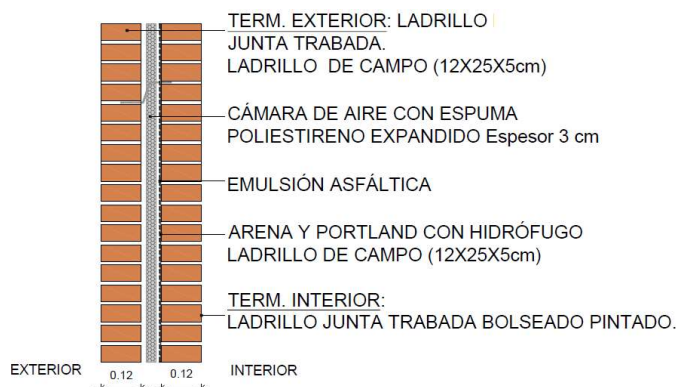 TERM. EXTERIOR: LADRILLO
JUNTA TRABADA.
LADRILLO DE CAMPO (12X25X5cm)
CÁMARA DE AIRE CON ESPUMA
POLIESTIRENO EXPANDIDO Espesor 3 cm
EMULSIÓN ASFÁLTICA
ARENA Y PORTLAND CON HIDRÓFUGO
LADRILLO DE CAMPO (12X25X5cm)
TERM. INTERIOR:
LADRILLO JUNTA TRABADA BOLSEADO PINTADO.
EXTERIOR 0.12 0.12 INTERIOR